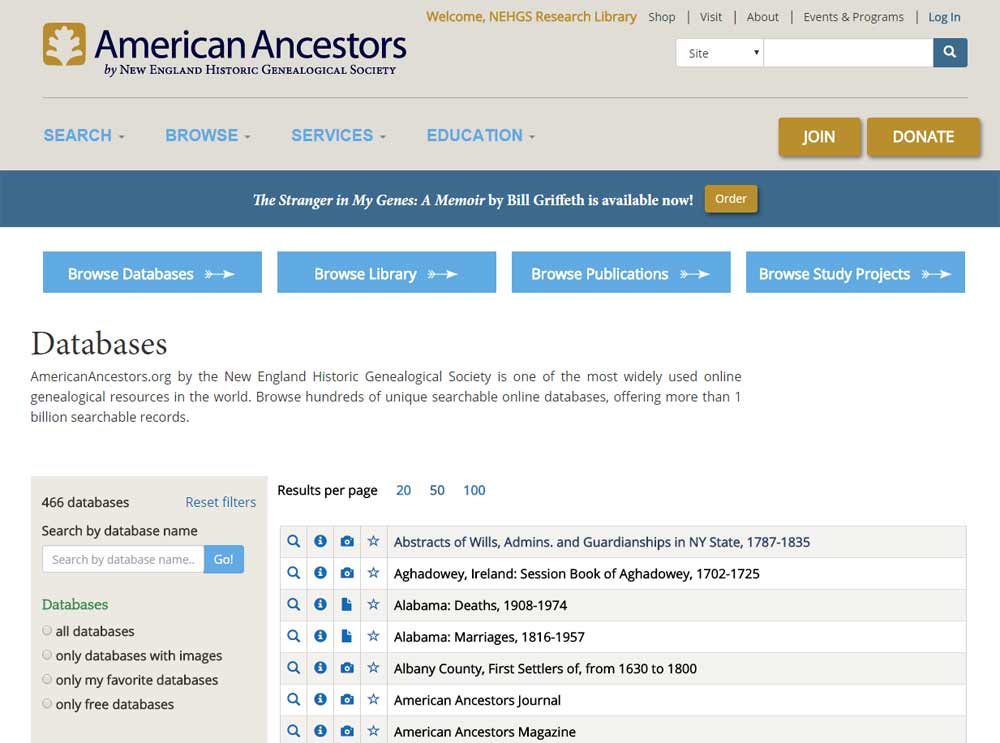 Welcome, NEHGS Research Library Shop | Visit | About | Events & Programs | Log In
American Ancestors
by New England Historic Genealogical Society
Site
SEARCH BROWSE SERVICES EDUCATION
JOIN DONATE
The Stranger in My Genes: A Memoir by Bill Griffeth is available now! Order
Browse Databases Browse Library Browse Publications Browse Study Projects
Databases
AmericanAncestors.org by the New England Historic Genealogical Society is one of the most widely used online
genealogical resources in the world. Browse hundreds of unique searchable online databases, offering more than 1
billion searchable records.
466 databases Reset filters
Search by database name
Search by database name.. Go!
Databases
all databases
only databases with images
only my favorite databases
only free databases
Results per page 20 50 100
Abstracts of Wills, Admins. and Guardianships in NY State, 1787-1835
Aghadowey, Ireland: Session Book of Aghadowey, 1702-1725
Alabama: Deaths, 1908-1974
Alabama: Marriages, 1816-1957
Albany County, First Settlers of, from 1630 to 1800
American Ancestors Journal
American Ancestors Magazine